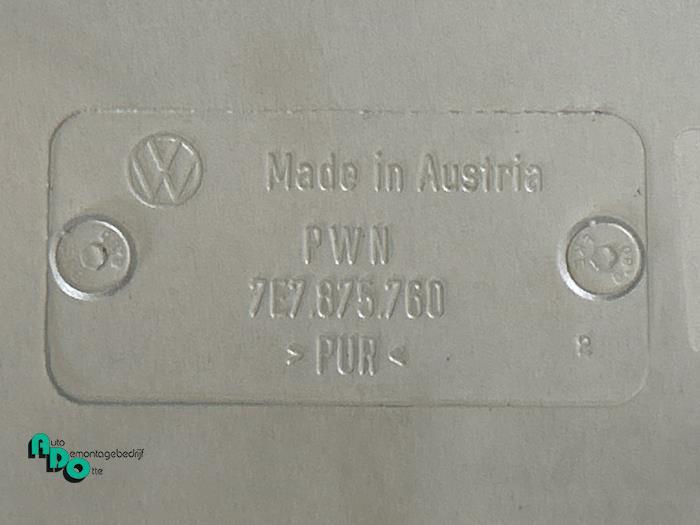 Made in Austria
PWN
7E7.875.760
>PUR<
Auto
Demontagebedrijf
Otte